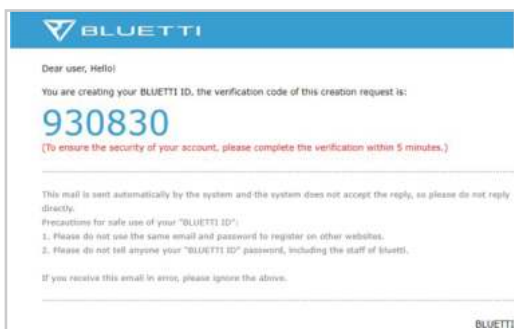 BLUETTI
Dear user, Hello!
You are creating your BLUETTI ID, the verification code of this creation request is:
930830
(To ensure the security of your account, please complete the verification within 5 minutes.)
This mail is sent automatically by the system and the system does not accept the reply, so please do not reply
directly.
Precautions for safe use of your "BLUETTI ID":
1. Please do not use the same email and password to register on other websites.
2. Please do not tell anyone your "BLUETTI ID" password, including the staff of bluetti.
If you receive this email in error, please ignore the above.
BLUETTI